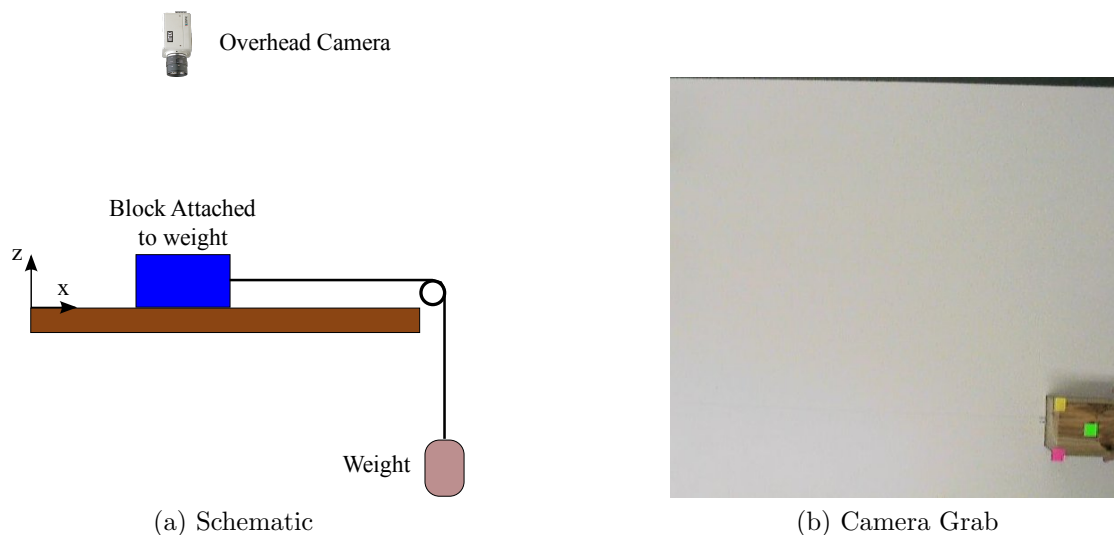 Overhead Camera
Block Attached
to weight
z
x
Weight
(a) Schematic
(b) Camera Grab